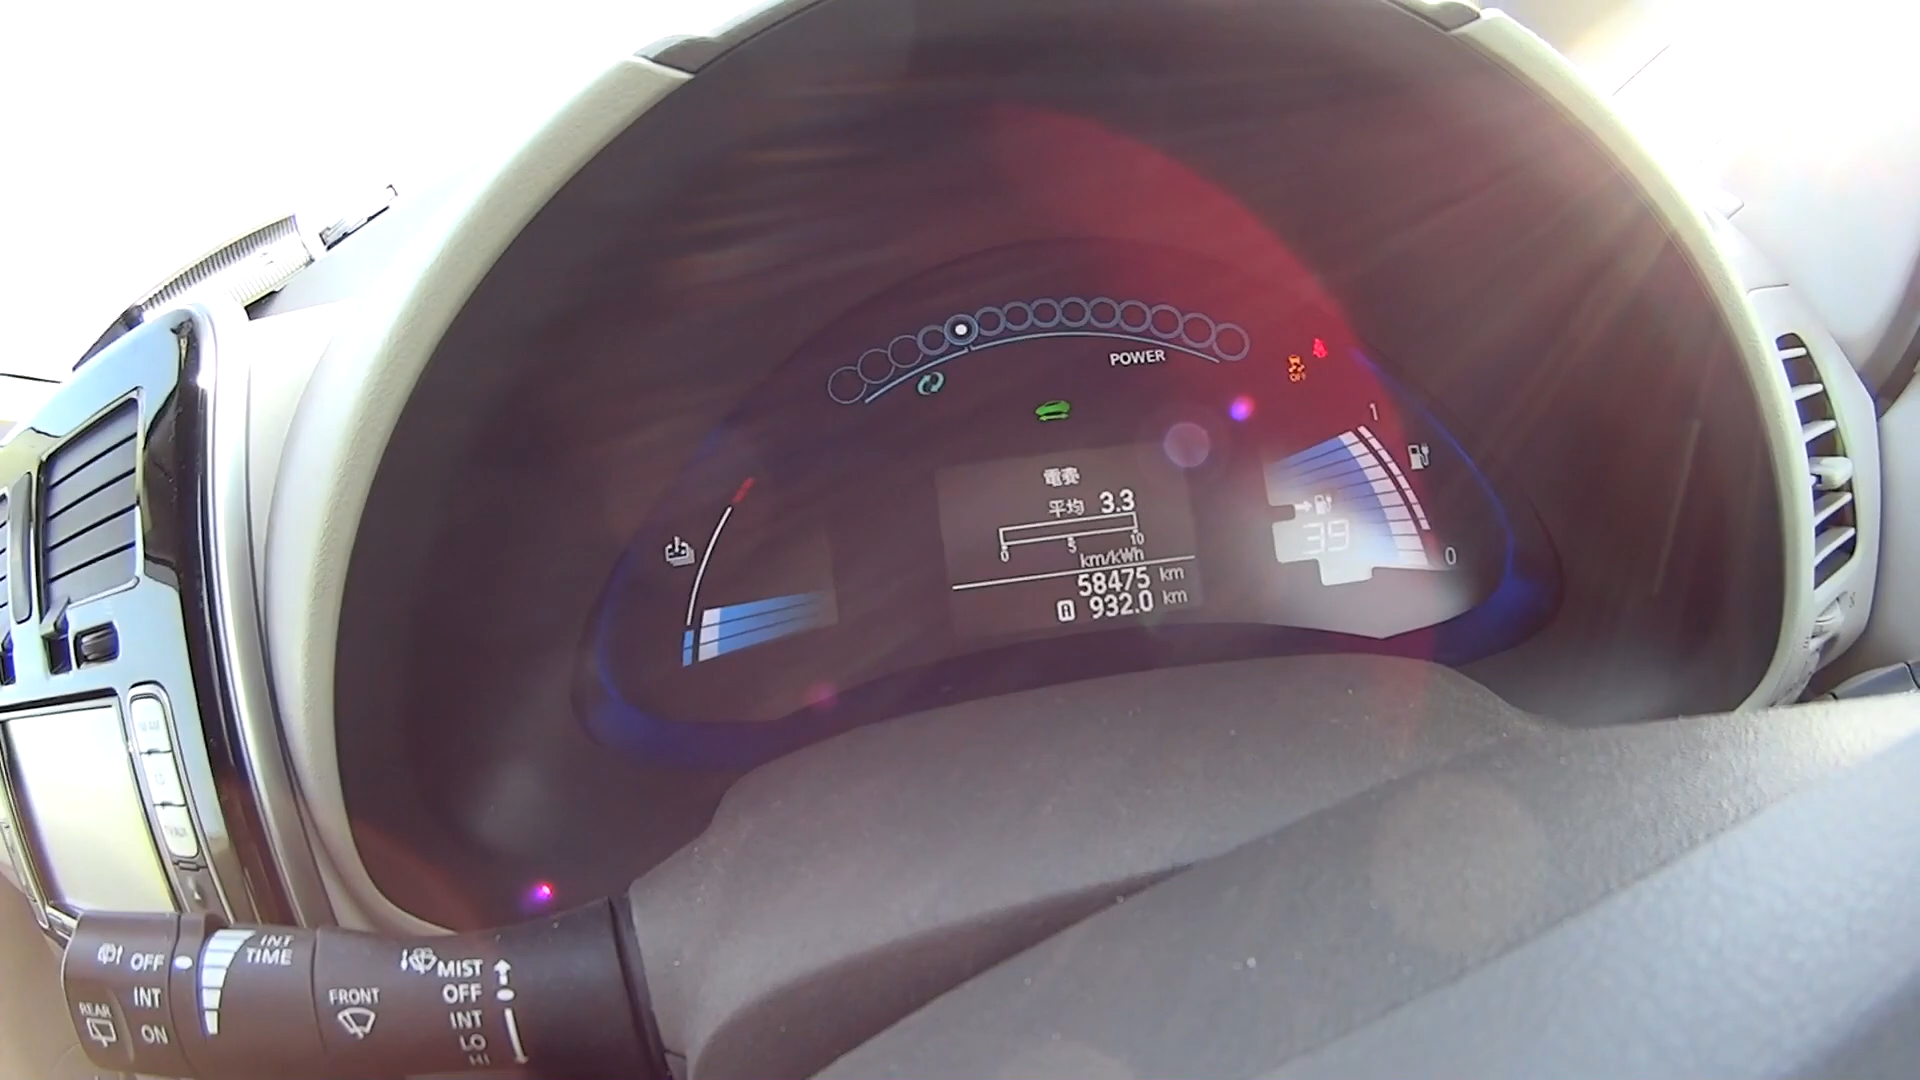 POWER
OFF
1
電費
平均 3.3
0 5 10
km/kWh
39
0
58475 km
A 932.0 km
OFF
INT
ON
REAR
INT
TIME
FRONT
MIST
OFF
INT
LO
HI